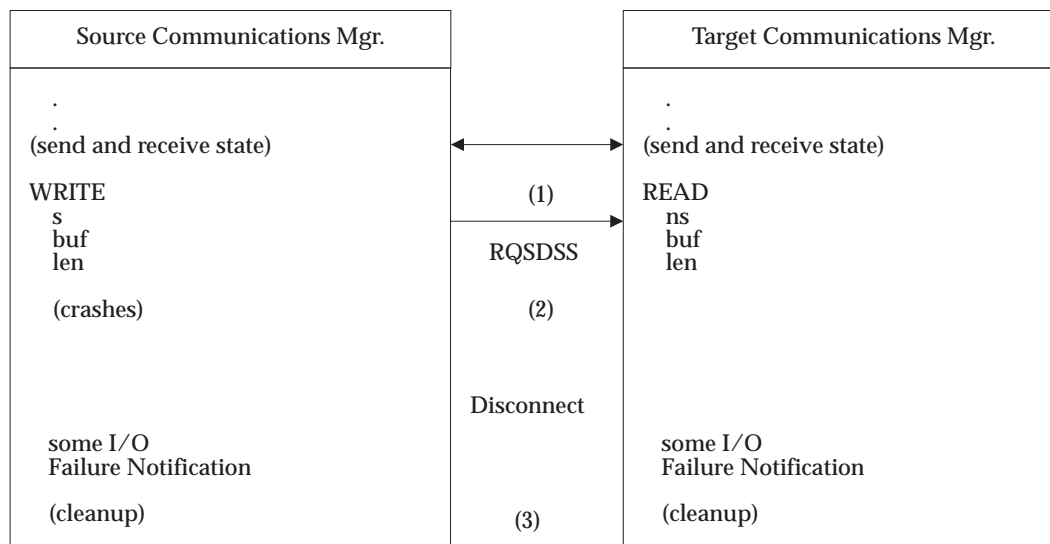 Source Communications Mgr.
Target Communications Mgr.
.
.
(send and receive state)
WRITE
s
buf
len
(crashes)
some I/O
Failure Notification
(cleanup)
(1)
RQSDSS
(2)
Disconnect
(3)
.
.
(send and receive state)
READ
ns
buf
len
some I/O
Failure Notification
(cleanup)